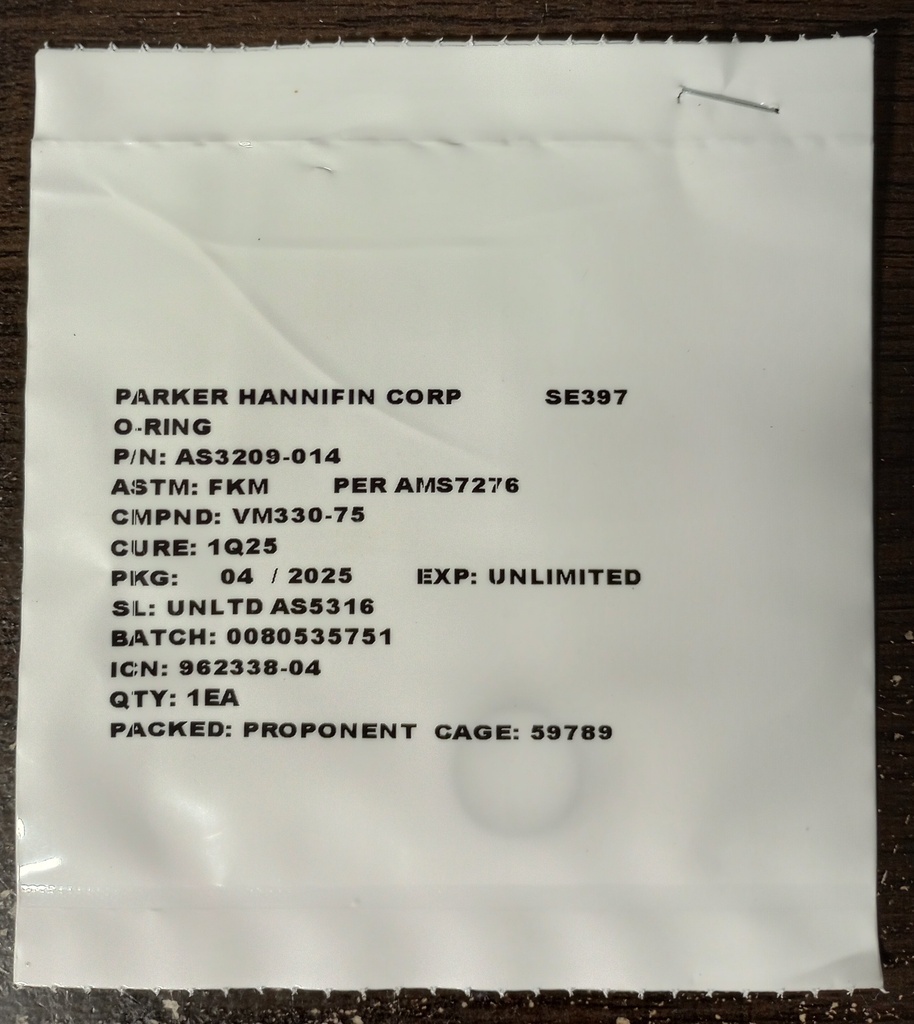 PARKER HANNIFIN CORP SE397
O-RING
P/N: AS3209-014
ASTM: FKM PER AMS7276
CMPND: VM330-75
CURE: 1Q25
PKG: 04 / 2025 EXP: UNLIMITED
SL: UNLTD AS5316
BATCH: 0080535751
ICN: 962338-04
QTY: 1EA
PACKED: PROPONENT CAGE: 59789